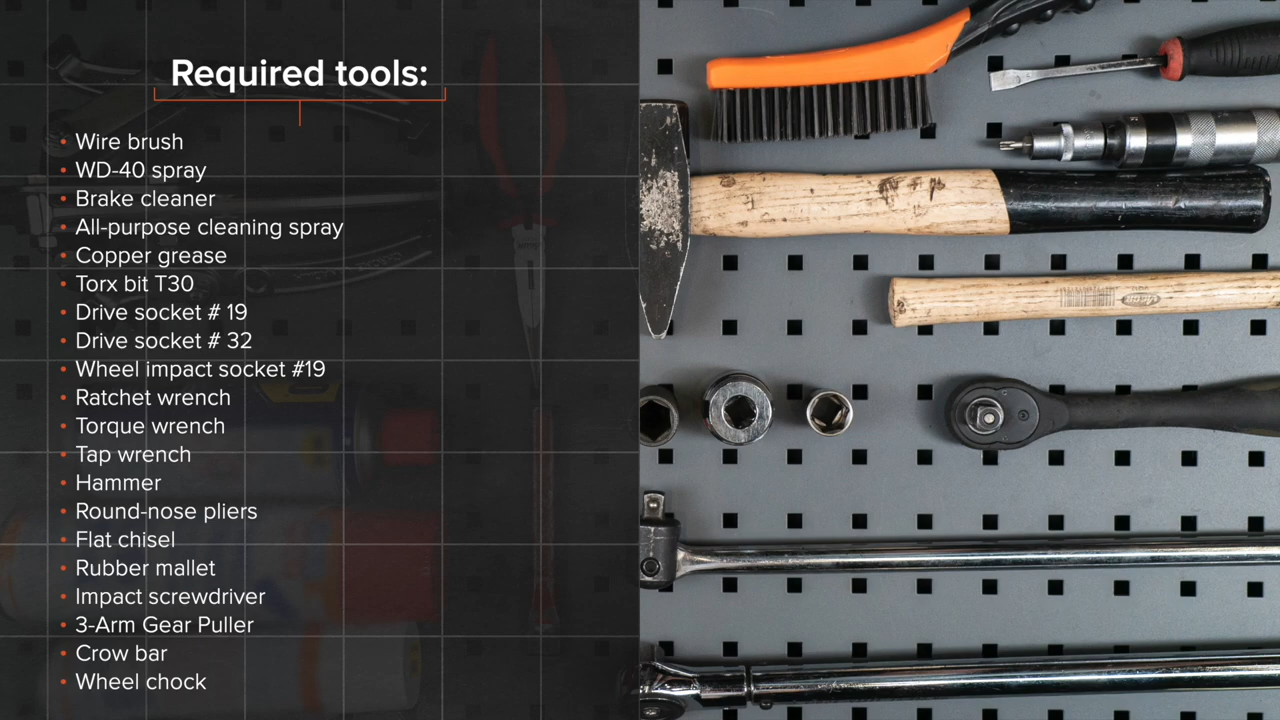 Required tools:
Wire brush
WD-40 spray
Brake cleaner
All-purpose cleaning spray
Copper grease
Torx bit T30
Drive socket # 19
Drive socket # 32
Wheel impact socket #19
Ratchet wrench
Torque wrench
Tap wrench
Hammer
Round-nose pliers
Flat chisel
Rubber mallet
Impact screwdriver
3-Arm Gear Puller
Crow bar
Wheel chock